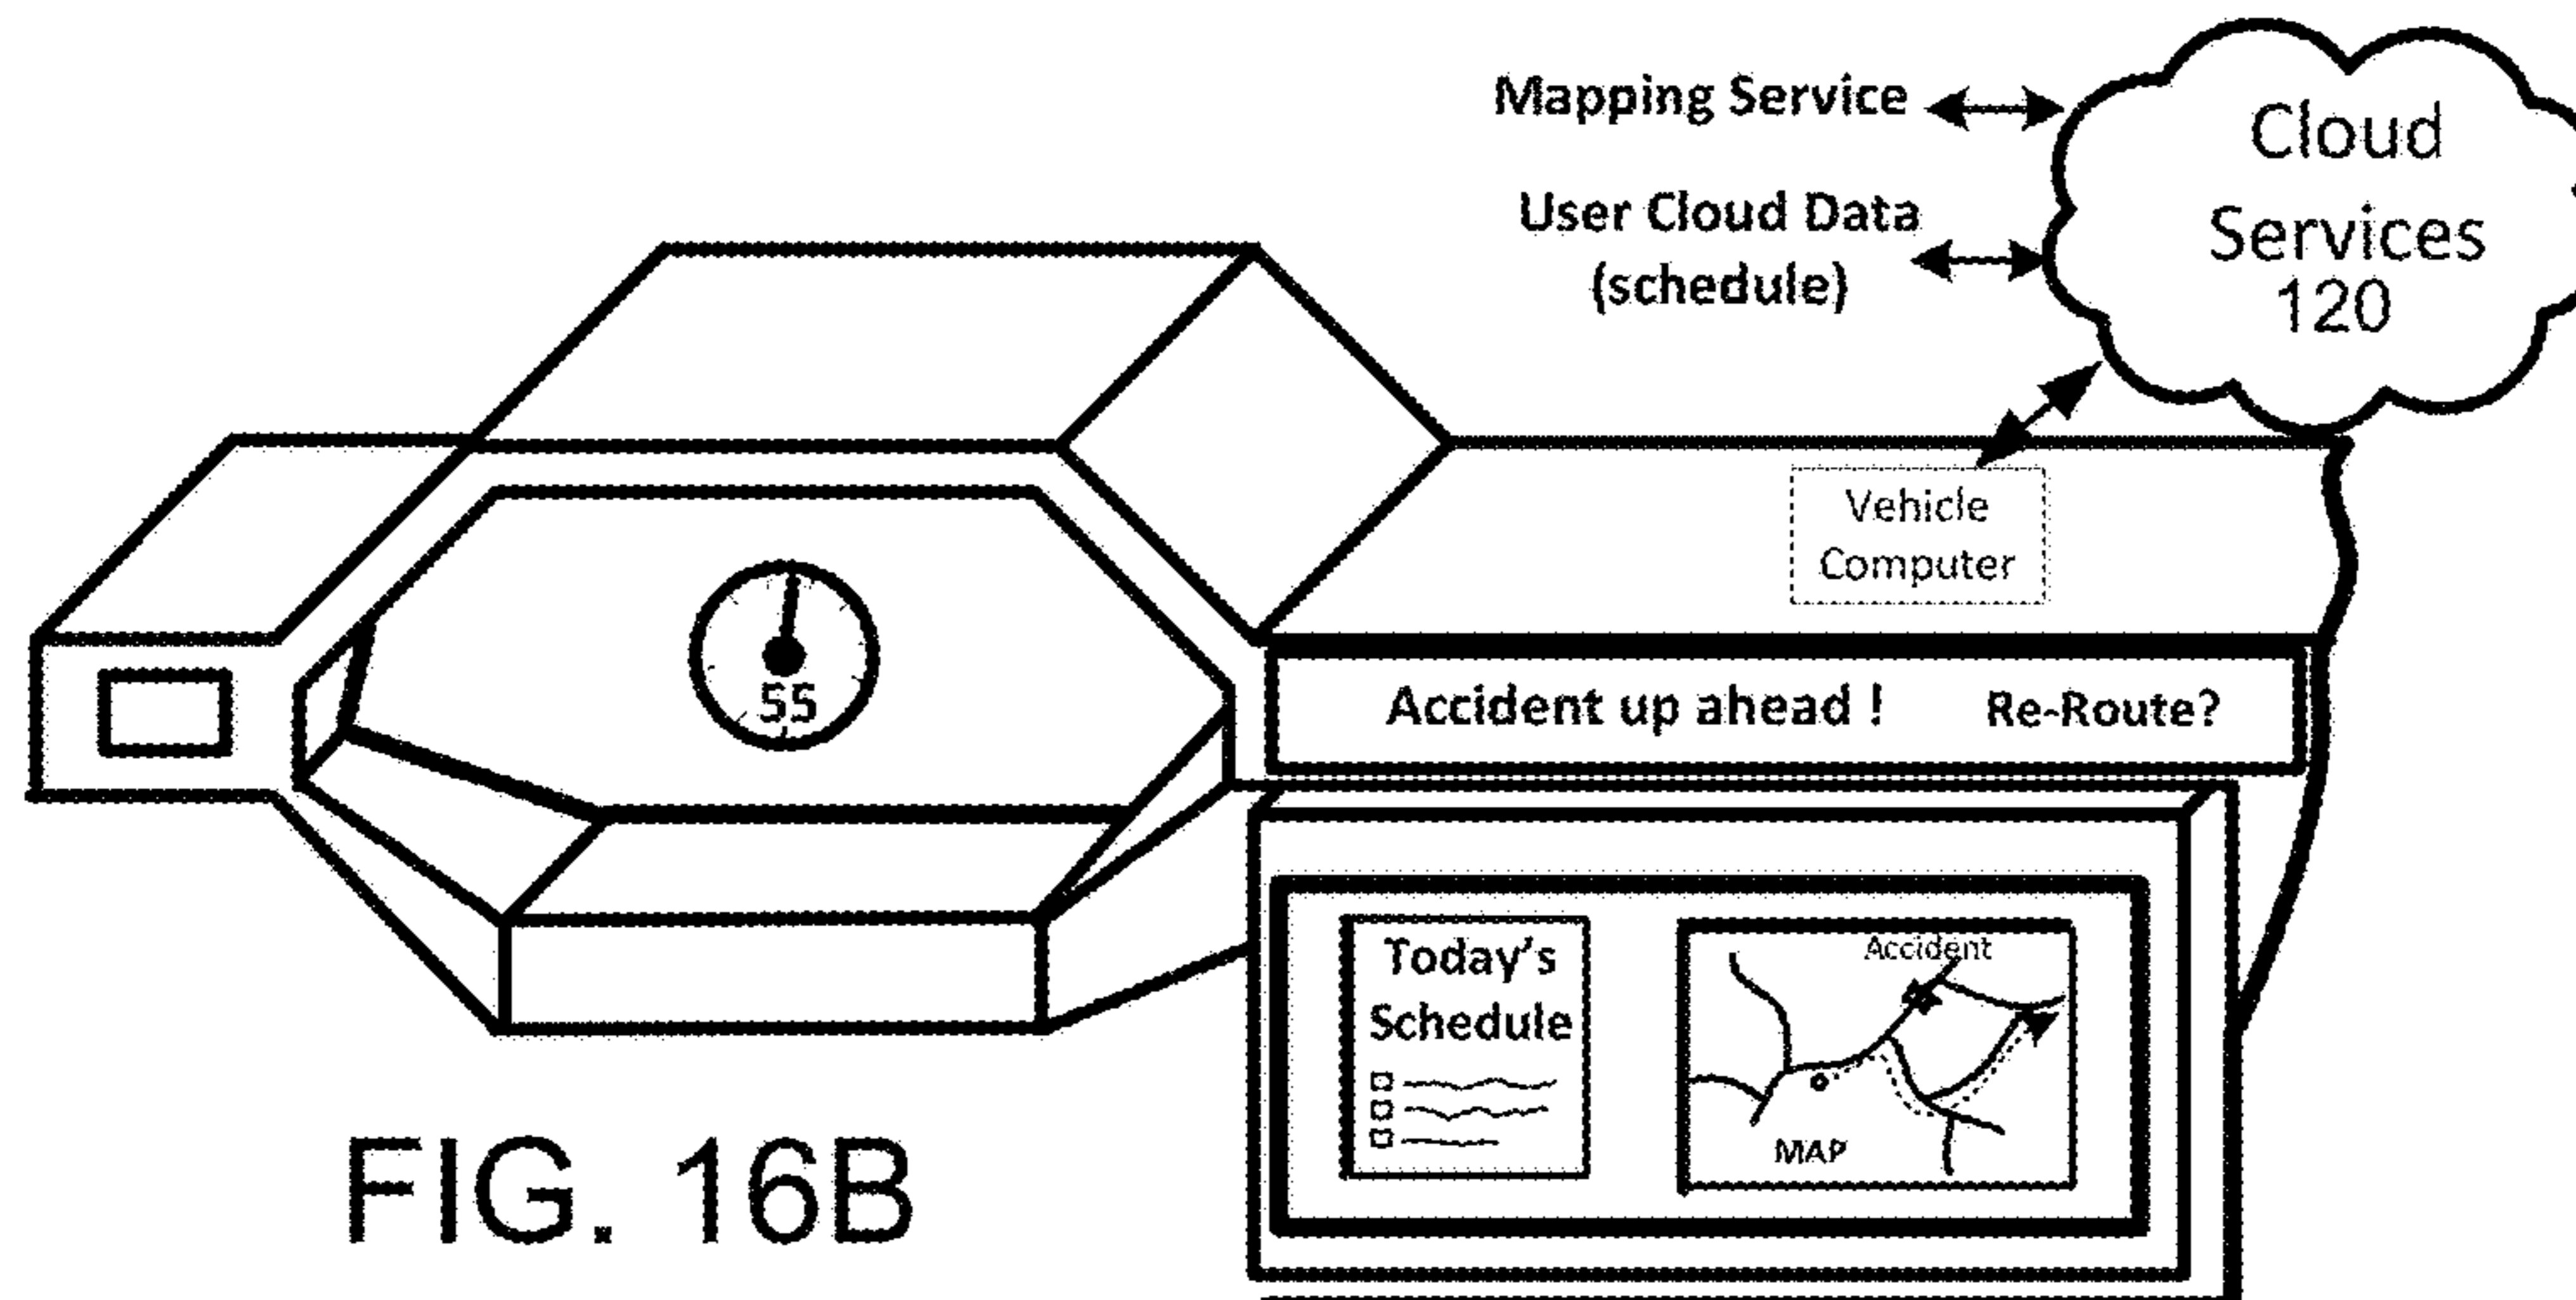 Mapping Service
User Cloud Data
(schedule)
Cloud
Services
120
Vehicle
Computer
55
Accident up ahead !
Re-Route?
Today's
Schedule
Accident
MAP
FIG. 16B